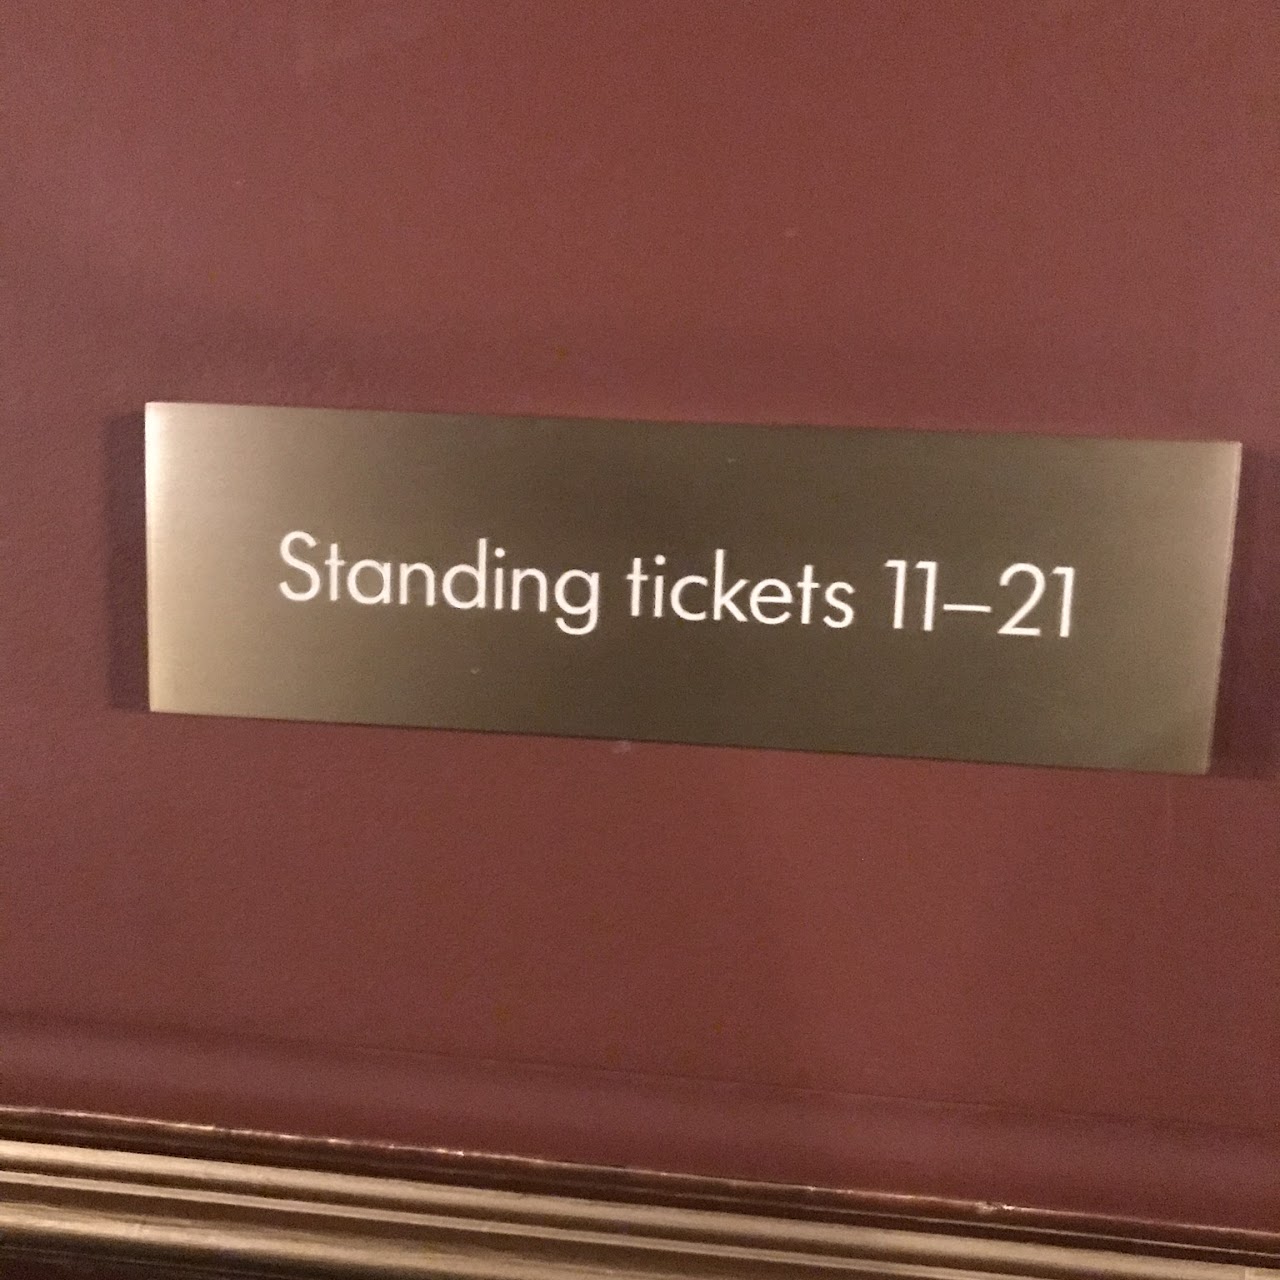 Standing tickets 11–21